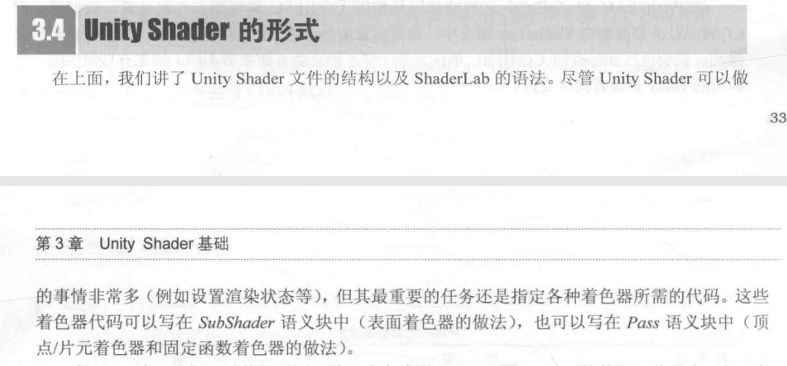 3.4 Unity Shader 的形式
在上面，我们讲了 Unity Shader 文件的结构以及 ShaderLab 的语法。尽管 Unity Shader 可以做
33
第 3 章 Unity Shader 基础
的事情非常多（例如设置渲染状态等），但其最重要的任务还是指定各种着色器所需的代码。这些
着色器代码可以写在 SubShader 语义块中（表面着色器的做法），也可以写在 Pass 语义块中（顶
点/片元着色器和固定函数着色器的做法）。